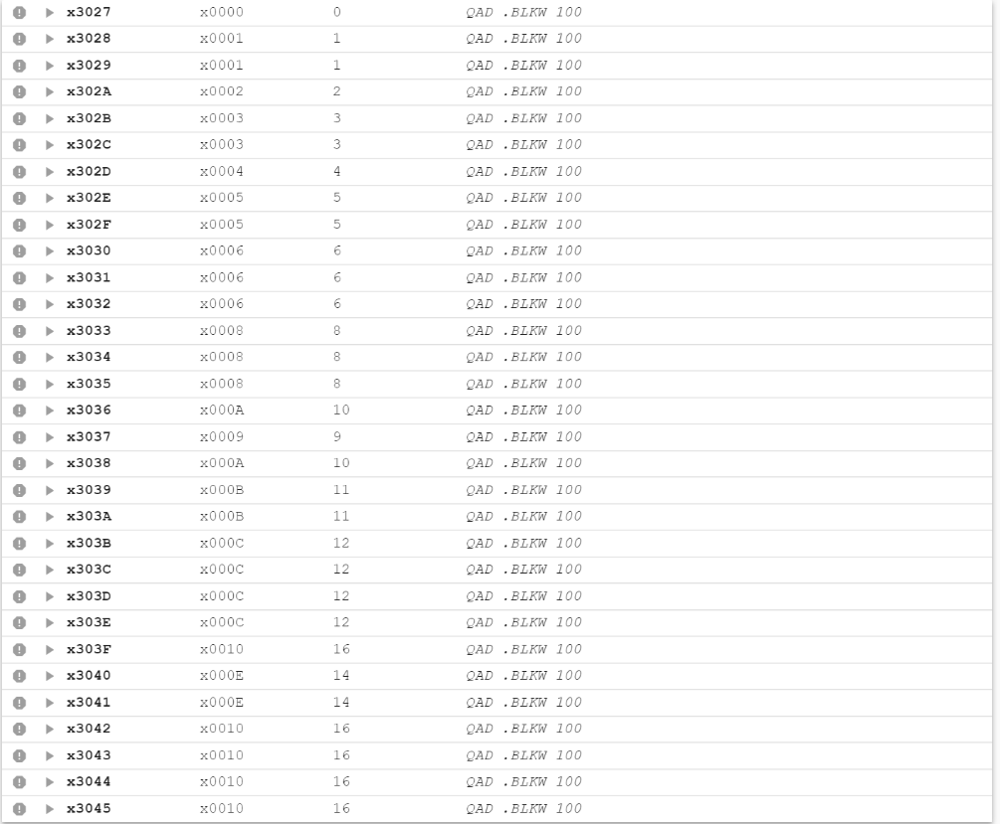 x3027 x0000 0 QAD .BLKW 100
x3028 x0001 1 QAD .BLKW 100
x3029 x0001 1 QAD .BLKW 100
x302A x0002 2 QAD .BLKW 100
x302B x0003 3 QAD .BLKW 100
x302C x0003 3 QAD .BLKW 100
x302D x0004 4 QAD .BLKW 100
x302E x0005 5 QAD .BLKW 100
x302F x0005 5 QAD .BLKW 100
x3030 x0006 6 QAD .BLKW 100
x3031 x0006 6 QAD .BLKW 100
x3032 x0006 6 QAD .BLKW 100
x3033 x0008 8 QAD .BLKW 100
x3034 x0008 8 QAD .BLKW 100
x3035 x0008 8 QAD .BLKW 100
x3036 x000A 10 QAD .BLKW 100
x3037 x0009 9 QAD .BLKW 100
x3038 x000A 10 QAD .BLKW 100
x3039 x000B 11 QAD .BLKW 100
x303A x000B 11 QAD .BLKW 100
x303B x000C 12 QAD .BLKW 100
x303C x000C 12 QAD .BLKW 100
x303D x000C 12 QAD .BLKW 100
x303E x000C 12 QAD .BLKW 100
x303F x0010 16 QAD .BLKW 100
x3040 x000E 14 QAD .BLKW 100
x3041 x000E 14 QAD .BLKW 100
x3042 x0010 16 QAD .BLKW 100
x3043 x0010 16 QAD .BLKW 100
x3044 x0010 16 QAD .BLKW 100
x3045 x0010 16 QAD .BLKW 100